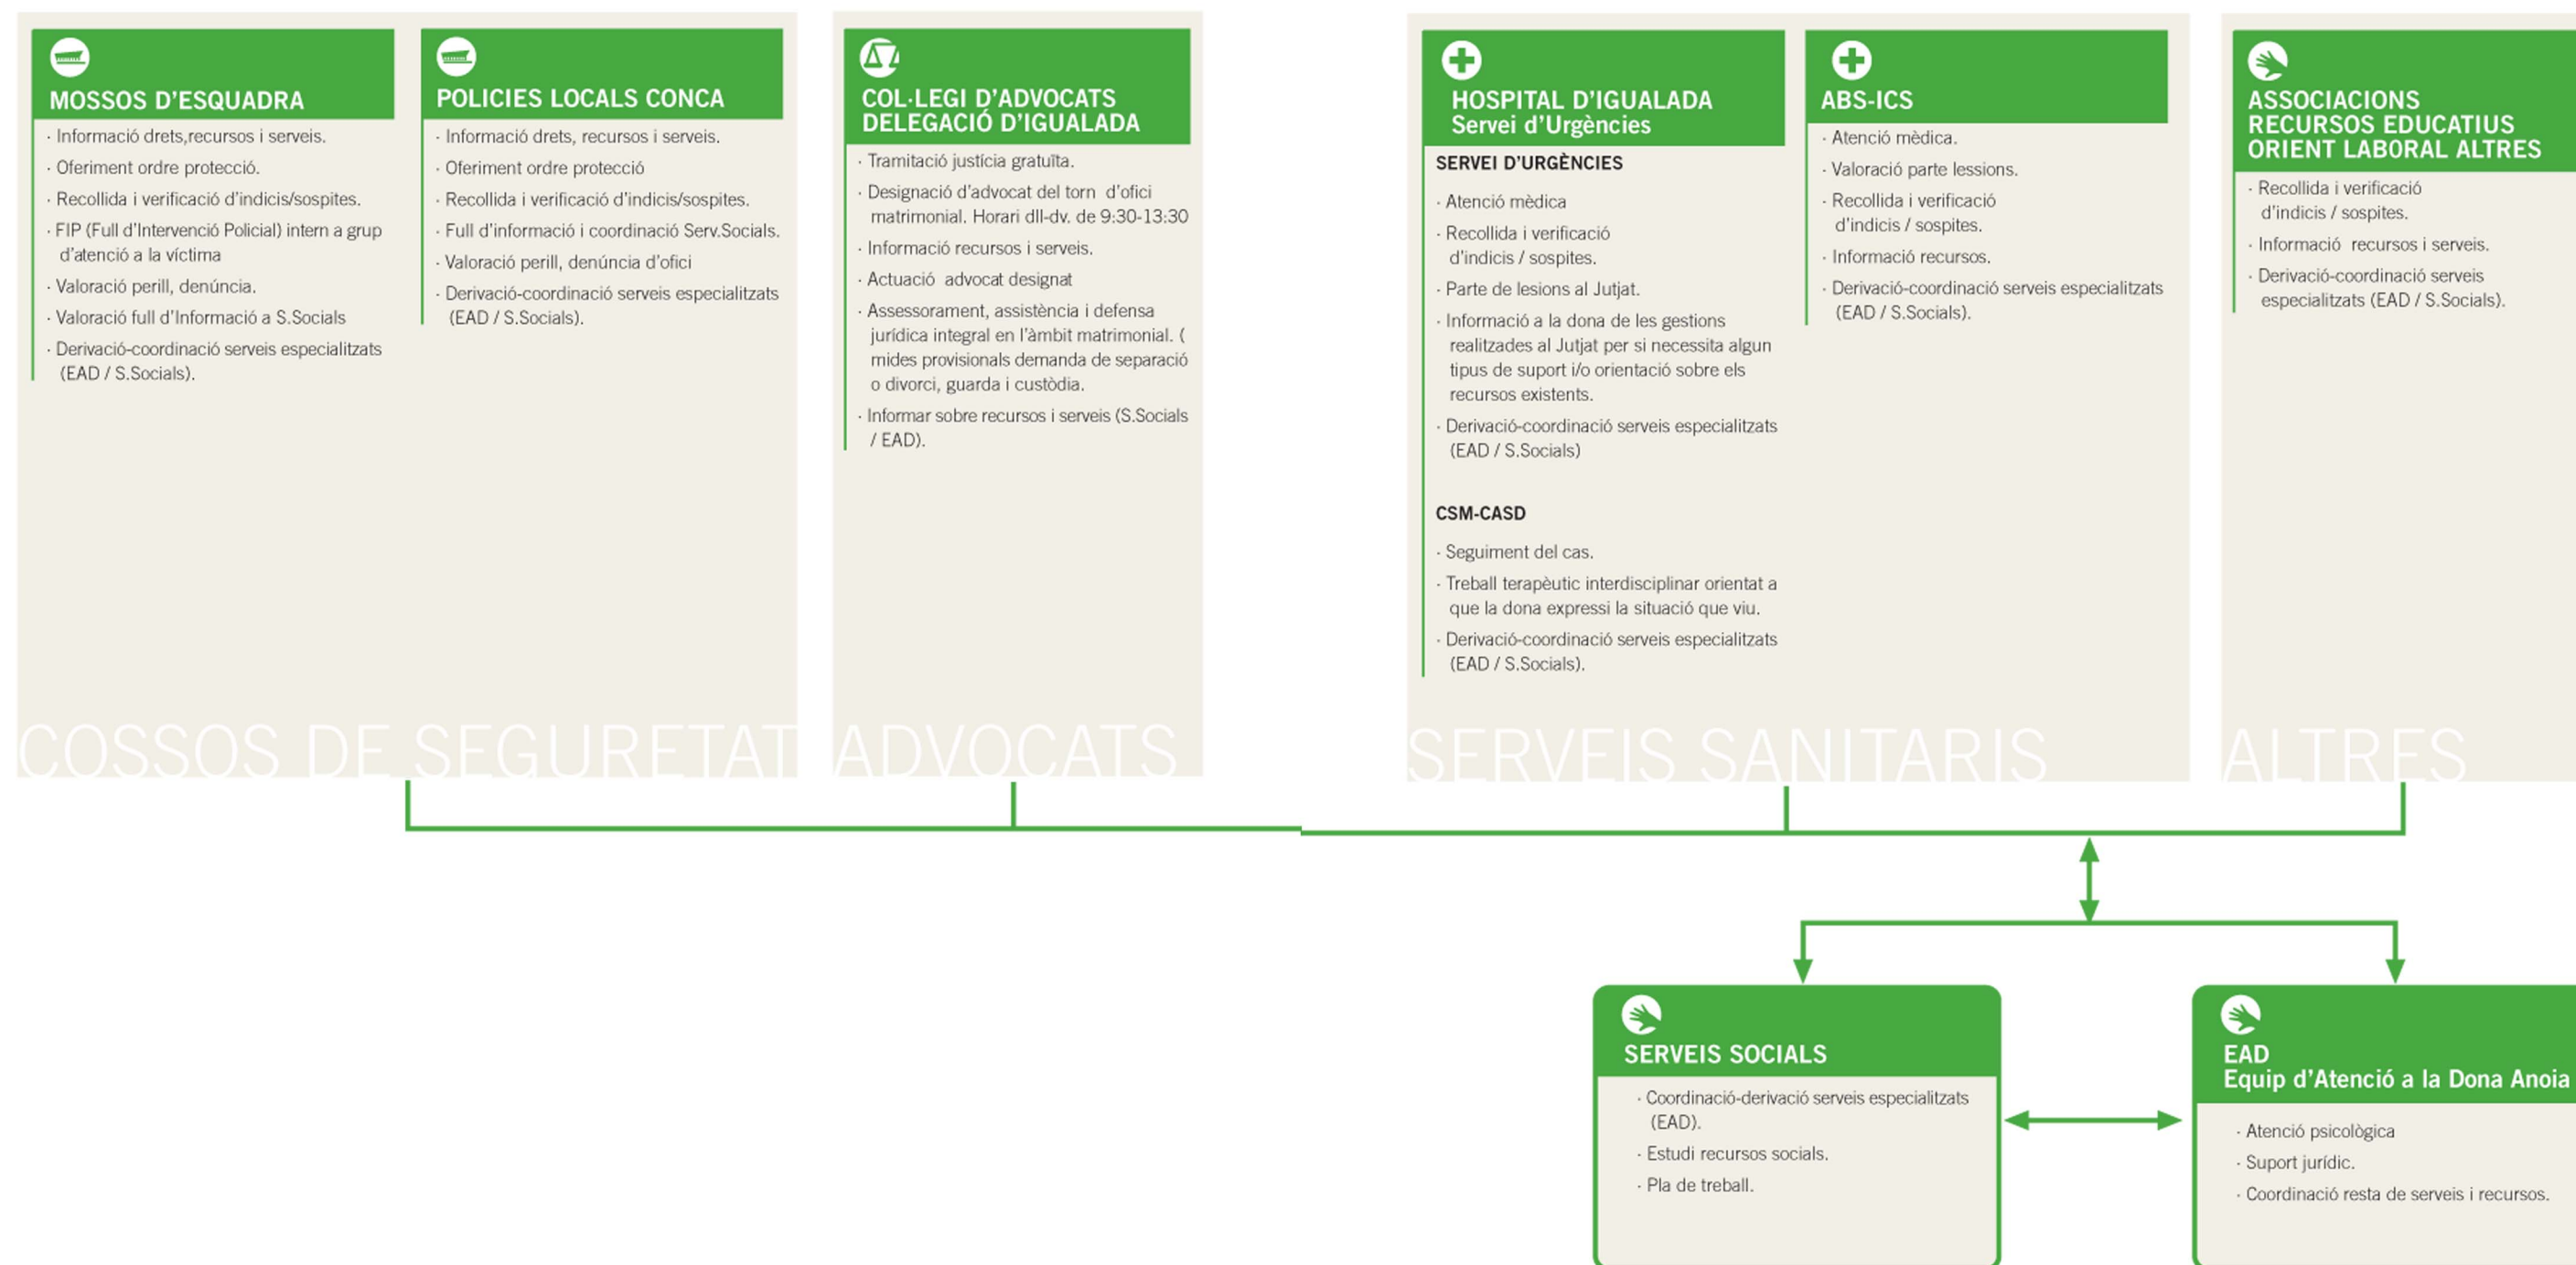 MOSSOS D'ESQUADRA
· Informació drets,recursos i serveis.
· Oferiment ordre protecció.
· Recollida i verificació d'indicis/sospites.
· FIP (Full d'Intervenció Policial) intern a grup
d'atenció a la víctima
· Valoració perill, denúncia.
· Valoració full d'Informació a S.Socials
· Derivació-coordinació serveis especialitzats
(EAD / S.Socials).
POLICIES LOCALS CONCA
· Informació drets, recursos i serveis.
· Oferiment ordre protecció
· Recollida i verificació d'indicis/sospites.
· Full d'informació i coordinació Serv.Socials.
· Valoració perill, denúncia d'ofici
· Derivació-coordinació serveis especialitzats
(EAD / S.Socials).
COSSOS DE SEGURETAT
COL·LEGI D'ADVOCATS
DELEGACIÓ D'IGUALADA
· Tramitació justícia gratuïta.
· Designació d'advocat del torn d'ofici
matrimonial. Horari dll-dv. de 9:30-13:30
· Informació recursos i serveis.
· Actuació advocat designat
· Assessorament, assistència i defensa
jurídica integral en l'àmbit matrimonial. (
mides provisionals demanda de separació
o divorci, guarda i custòdia.
· Informar sobre recursos i serveis (S.Socials
/ EAD).
ADVOCATS
HOSPITAL D'IGUALADA
Servei d'Urgències
SERVEI D'URGÈNCIES
· Atenció mèdica
· Recollida i verificació
d'indicis / sospites.
· Parte de lesions al Jutjat.
· Informació a la dona de les gestions
realitzades al Jutjat per si necessita algun
tipus de suport i/o orientació sobre els
recursos existents.
· Derivació-coordinació serveis especialitzats
(EAD / S.Socials)
CSM-CASD
· Seguiment del cas.
· Treball terapèutic interdisciplinar orientat a
que la dona expressi la situació que viu.
· Derivació-coordinació serveis especialitzats
(EAD / S.Socials).
ABS-ICS
· Atenció mèdica.
· Valoració parte lessions.
· Recollida i verificació
d'indicis / sospites.
· Informació recursos.
· Derivació-coordinació serveis especialitzats
(EAD / S.Socials).
SERVEIS SANITARIS
ASSOCIACIONS
RECURSOS EDUCATIUS
ORIENT LABORAL ALTRES
· Recollida i verificació
d'indicis / sospites.
· Informació recursos i serveis.
· Derivació-coordinació serveis
especialitzats (EAD / S.Socials).
ALTRES
SERVEIS SOCIALS
· Coordinació-derivació serveis especialitzats
(EAD).
· Estudi recursos socials.
· Pla de treball.
EAD
Equip d'Atenció a la Dona Anoia
· Atenció psicològica
· Suport jurídic.
· Coordinació resta de serveis i recursos.